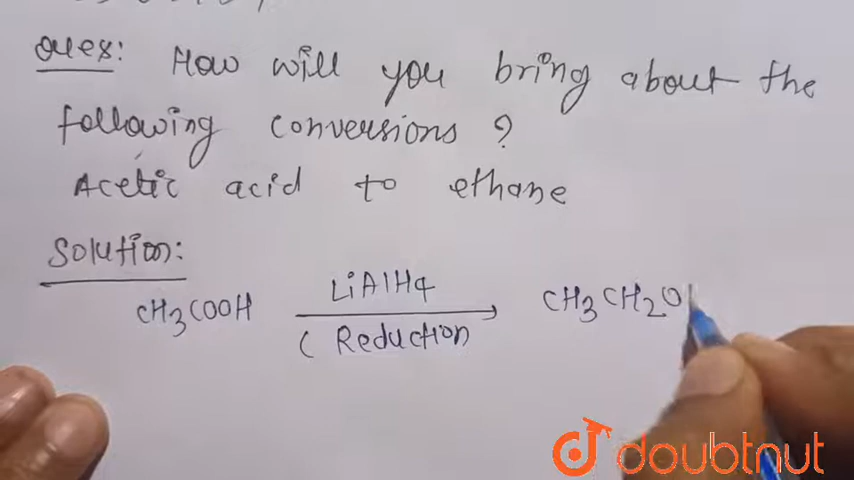 Ques: How will you bring about the
following conversions ?
Acetic acid to ethane
Solution:
LiAlH4
CH3COOH CH3CH2O
( Reduction
doubtnut